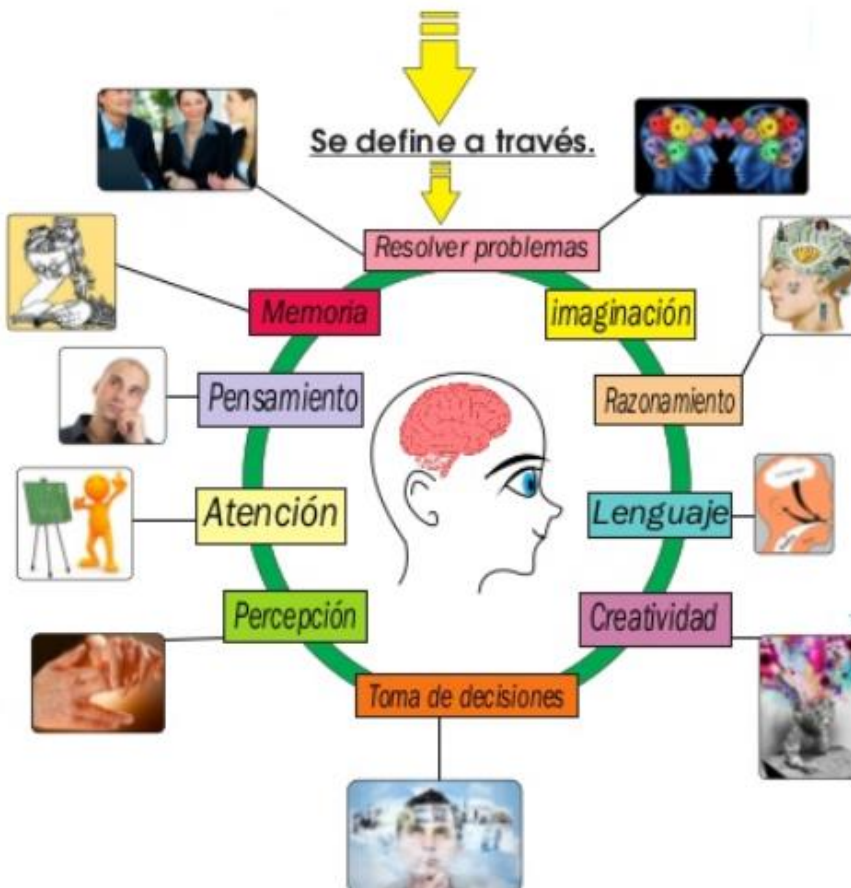 Se define a través.
Resolver problemas
Memoria
imaginación
Pensamiento
Razonamiento
Atención
Lenguaje
Percepción
Creatividad
Toma de decisiones